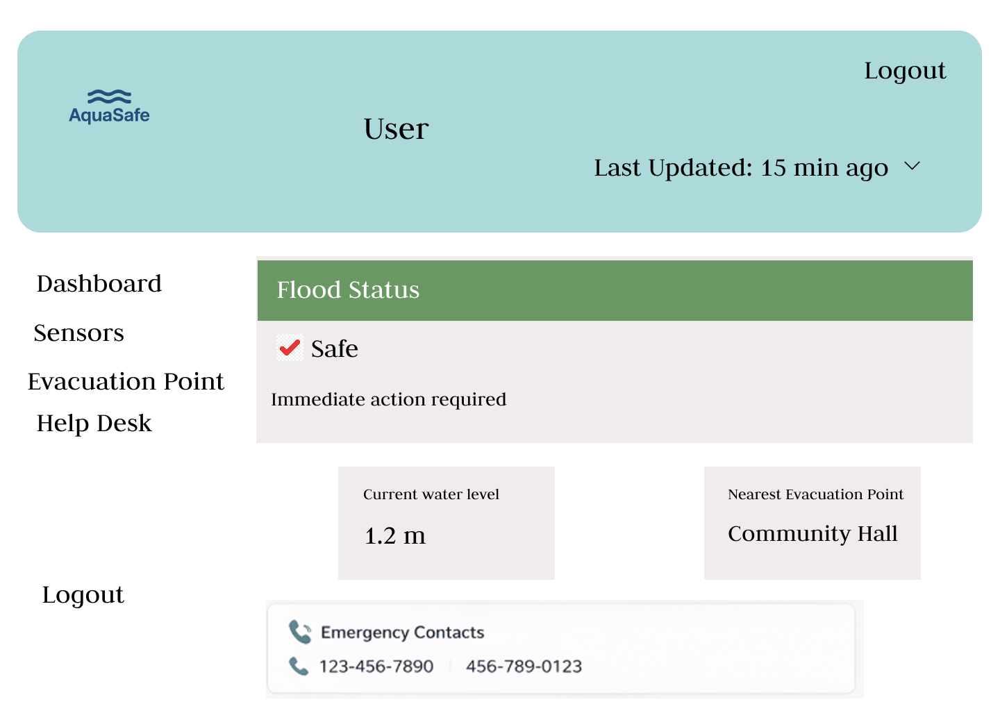 Logout
AquaSafe
User
Last Updated: 15 min ago
Dashboard
Sensors
Evacuation Point
Help Desk
Logout
Flood Status
Safe
Immediate action required
Current water level
1.2 m
Nearest Evacuation Point
Community Hall
Emergency Contacts
123-456-7890 456-789-0123